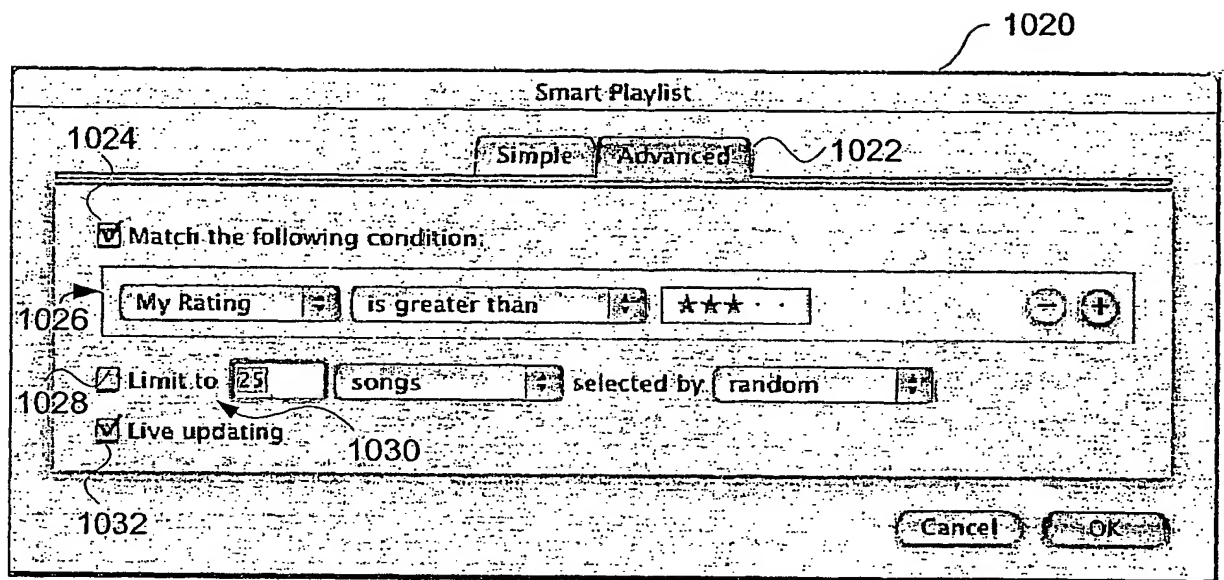 1020
Smart Playlist
1024
Simple Advanced 1022
Match the following condition:
1026 My Rating is greater than ★★★ · · − +
1028 Limit to 25 songs selected by random
Live updating 1030
1032
Cancel OK